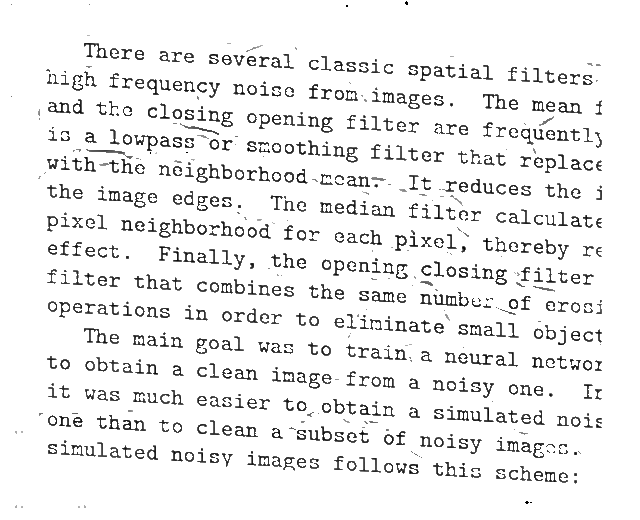 There are several classic spatial filters
high frequency noise from images. The mean f
and the closing opening filter are frequently
is a lowpass or smoothing filter that replace
with the neighborhood mean. It reduces the i
the image edges. The median filter calculate
pixel neighborhood for each pixel, thereby re
effect. Finally, the opening closing filter
filter that combines the same number of erosi
operations in order to eliminate small object
The main goal was to train a neural networ
to obtain a clean image from a noisy one. In
it was much easier to obtain a simulated nois
one than to clean a subset of noisy images.
simulated noisy images follows this scheme: